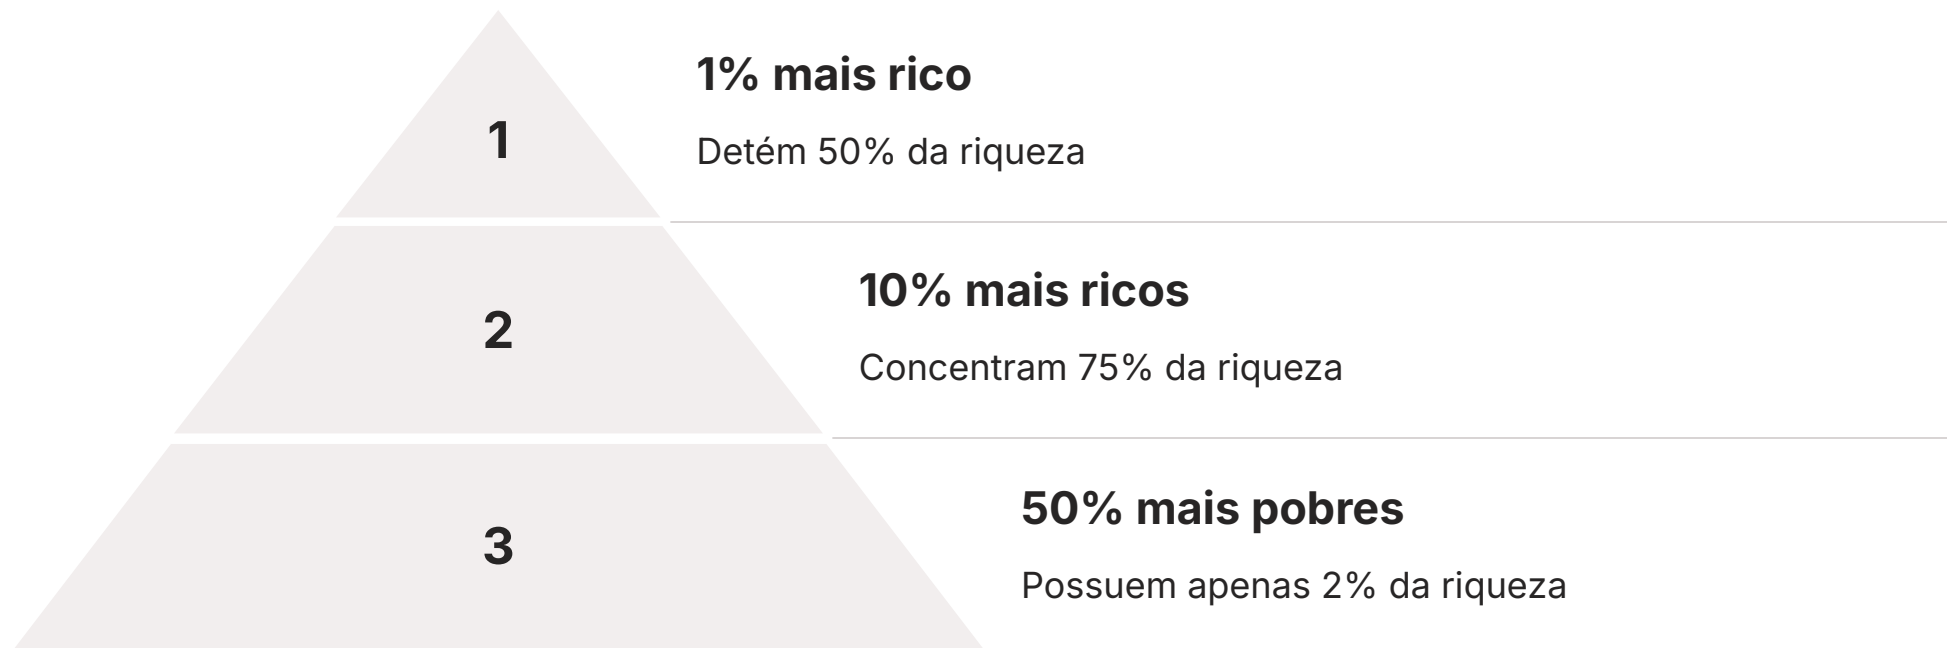 1
1% mais rico
Detém 50% da riqueza
2
10% mais ricos
Concentram 75% da riqueza
3
50% mais pobres
Possuem apenas 2% da riqueza